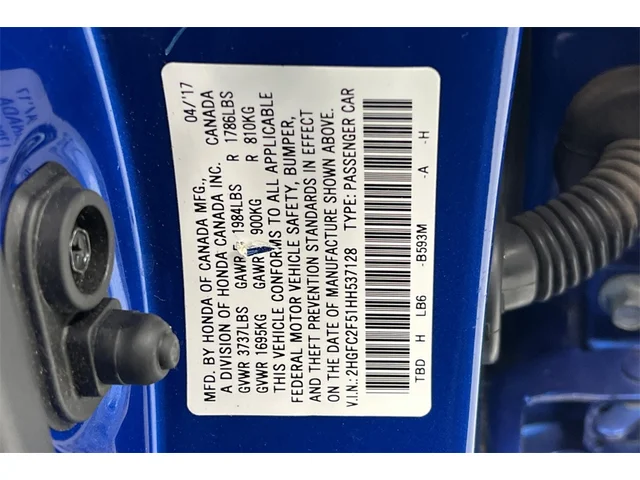 MFD. BY HONDA OF CANADA MFG., 04/'17
A DIVISION OF HONDA CANADA INC. CANADA
GVWR 3737LBS GAWR F 1984LBS R 1786LBS
GVWR 1695KG GAWR 900KG R 810KG
THIS VEHICLE CONFORMS TO ALL APPLICABLE
FEDERAL MOTOR VEHICLE SAFETY, BUMPER,
AND THEFT PREVENTION STANDARDS IN EFFECT
ON THE DATE OF MANUFACTURE SHOWN ABOVE.
V.I.N.: 2HGFC2F51HH537128 TYPE: PASSENGER CAR
TBD H LB6 -B593M -A -H